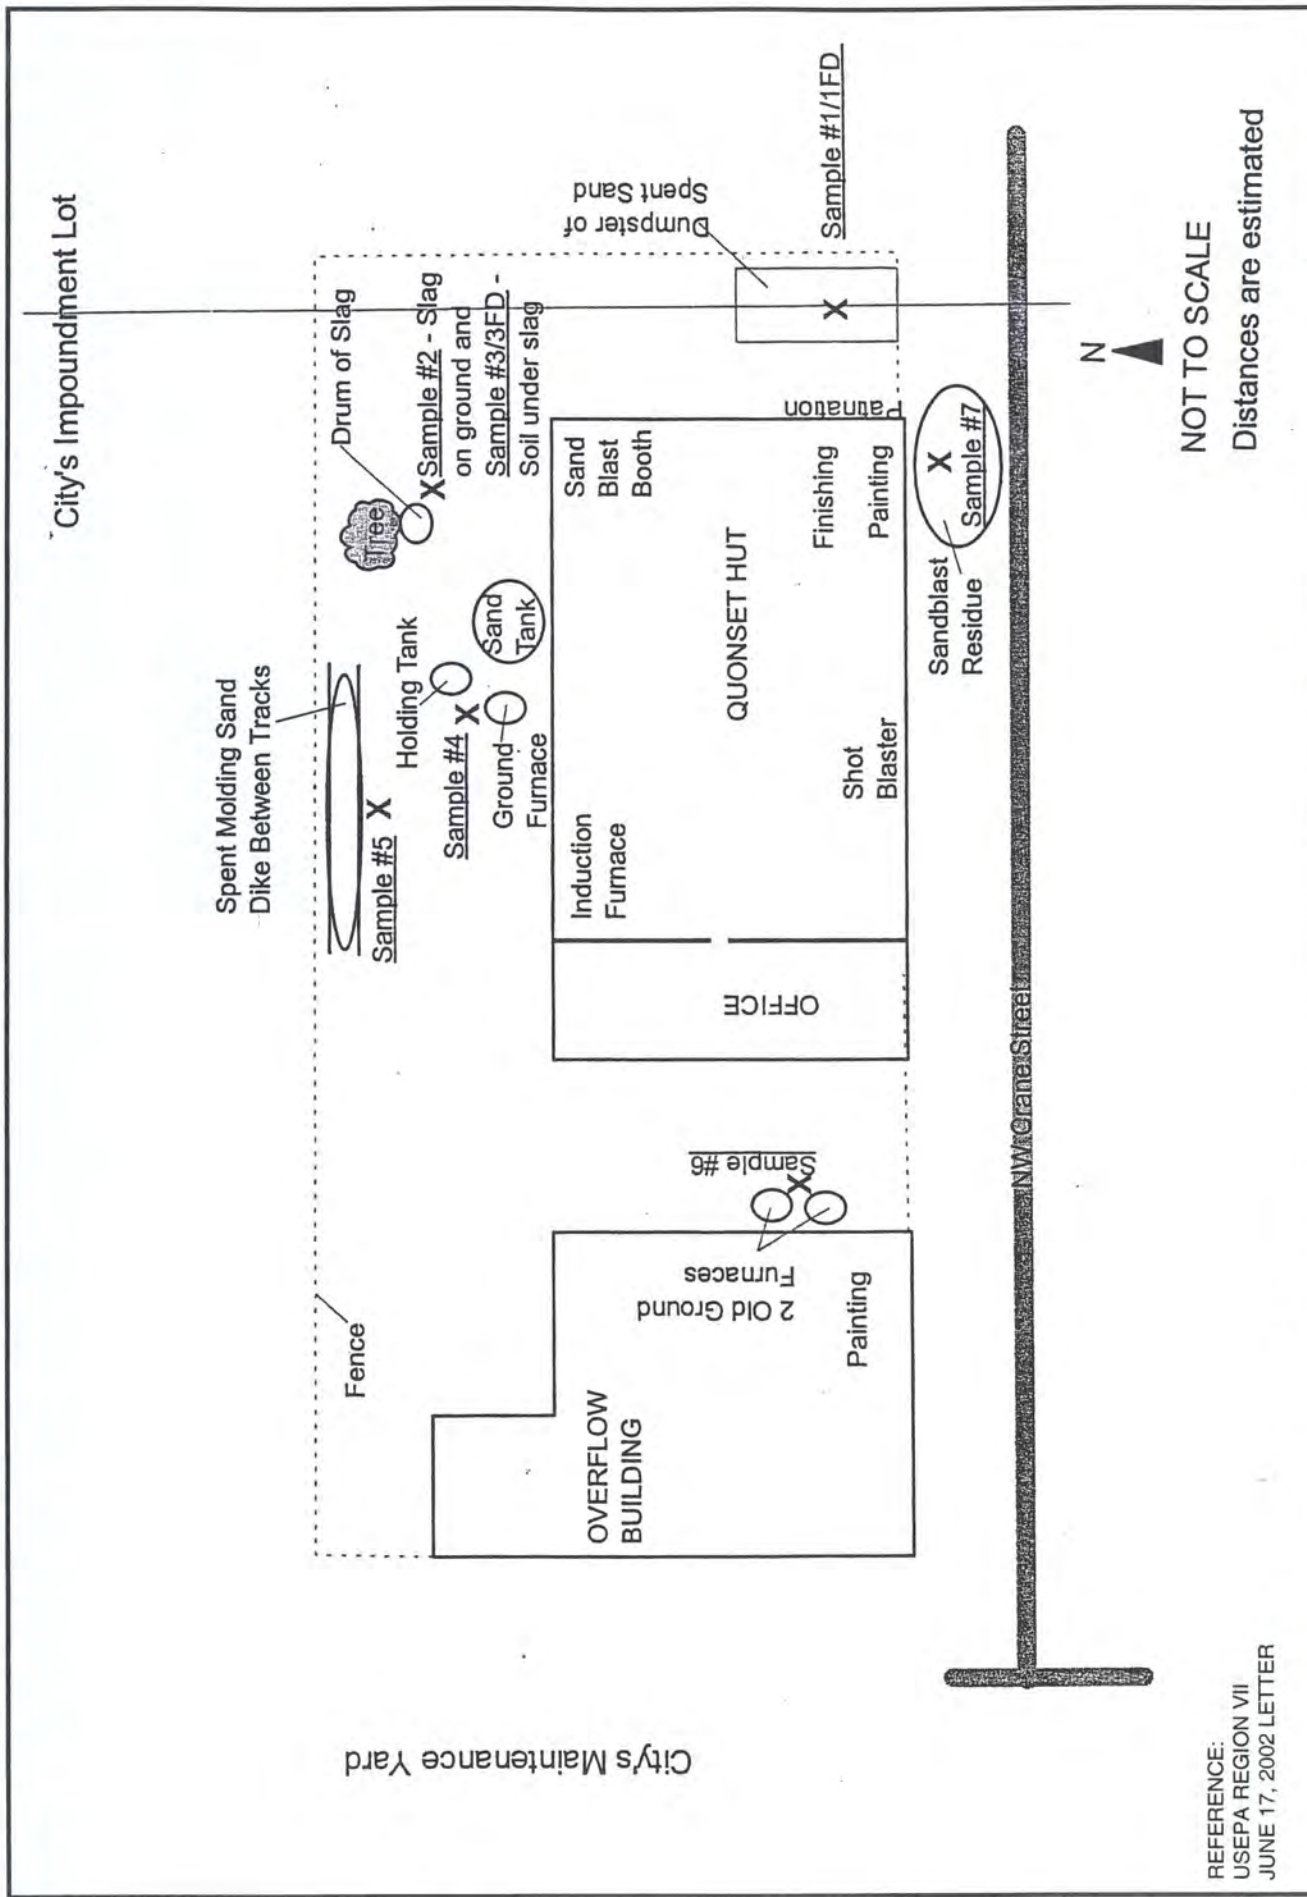 City's Impoundment Lot
Spent Molding Sand
Dike Between Tracks
Drum of Slag
Tree
Sample #2 - Slag
on ground and
Sample #3/3FD -
Soil under slag
X
Holding Tank
Sample #4
X
Sample #5
X
Sand
Tank
Ground
Furnace
Dumpster of
Spent Sand
X
Sample #1/1FD
Fence
Induction
Furnace
Sand
Blast
Booth
QUONSET HUT
OFFICE
Shot
Blaster
Finishing
Painting
Patnation
Sample #6
X
2 Old Ground
Furnaces
OVERFLOW
BUILDING
Painting
City's Maintenance Yard
Sandblast
Residue
X
Sample #7
NW Crane Street
N
NOT TO SCALE
Distances are estimated
REFERENCE:
USEPA REGION VII
JUNE 17, 2002 LETTER